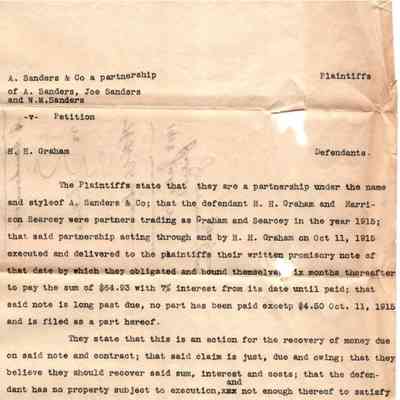 A. Sanders & Co a partnership Plaintiffs
of A. Sanders, Joe Sanders
and W.M.Sanders
-v- Petition
H. H. Graham Defendants.
The Plaintiffs state that they are a partnership under the name
and styleof A. Sanders & Co; that the defendant H. H. Graham and Harri-
son Searcey were partners trading as Graham and Searcey in the year 1915;
that said partnership acting through and by H. H. Graham on Oct 11, 1915
executed and delivered to the plaintiffs their written promisory note of
that date by which they obligated and bound themselve ix months thereafter
to pay the sum of $64.93 with 7% interest from its date until paid; that
said note is long past due, no part has been paid excetp $4.50 Oct. 11, 1915
and is filed as a part hereof.
They state that this is an action for the recovery of money due
on said note and contract; that said claim is just, due and owing; that they
believe they should recover said sum, interest and costs; that the defen-
and
dant has no property subject to execution,xxx not enough thereof to satisfy